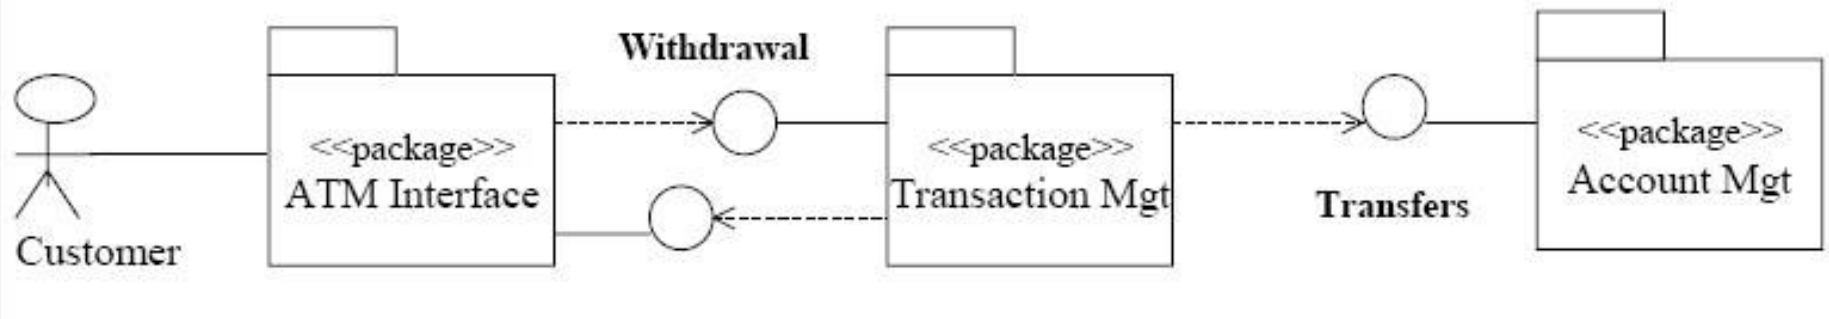 Withdrawal
<<package>>
ATM Interface
<<package>>
Transaction Mgt
<<package>>
Account Mgt
Transfers
Customer